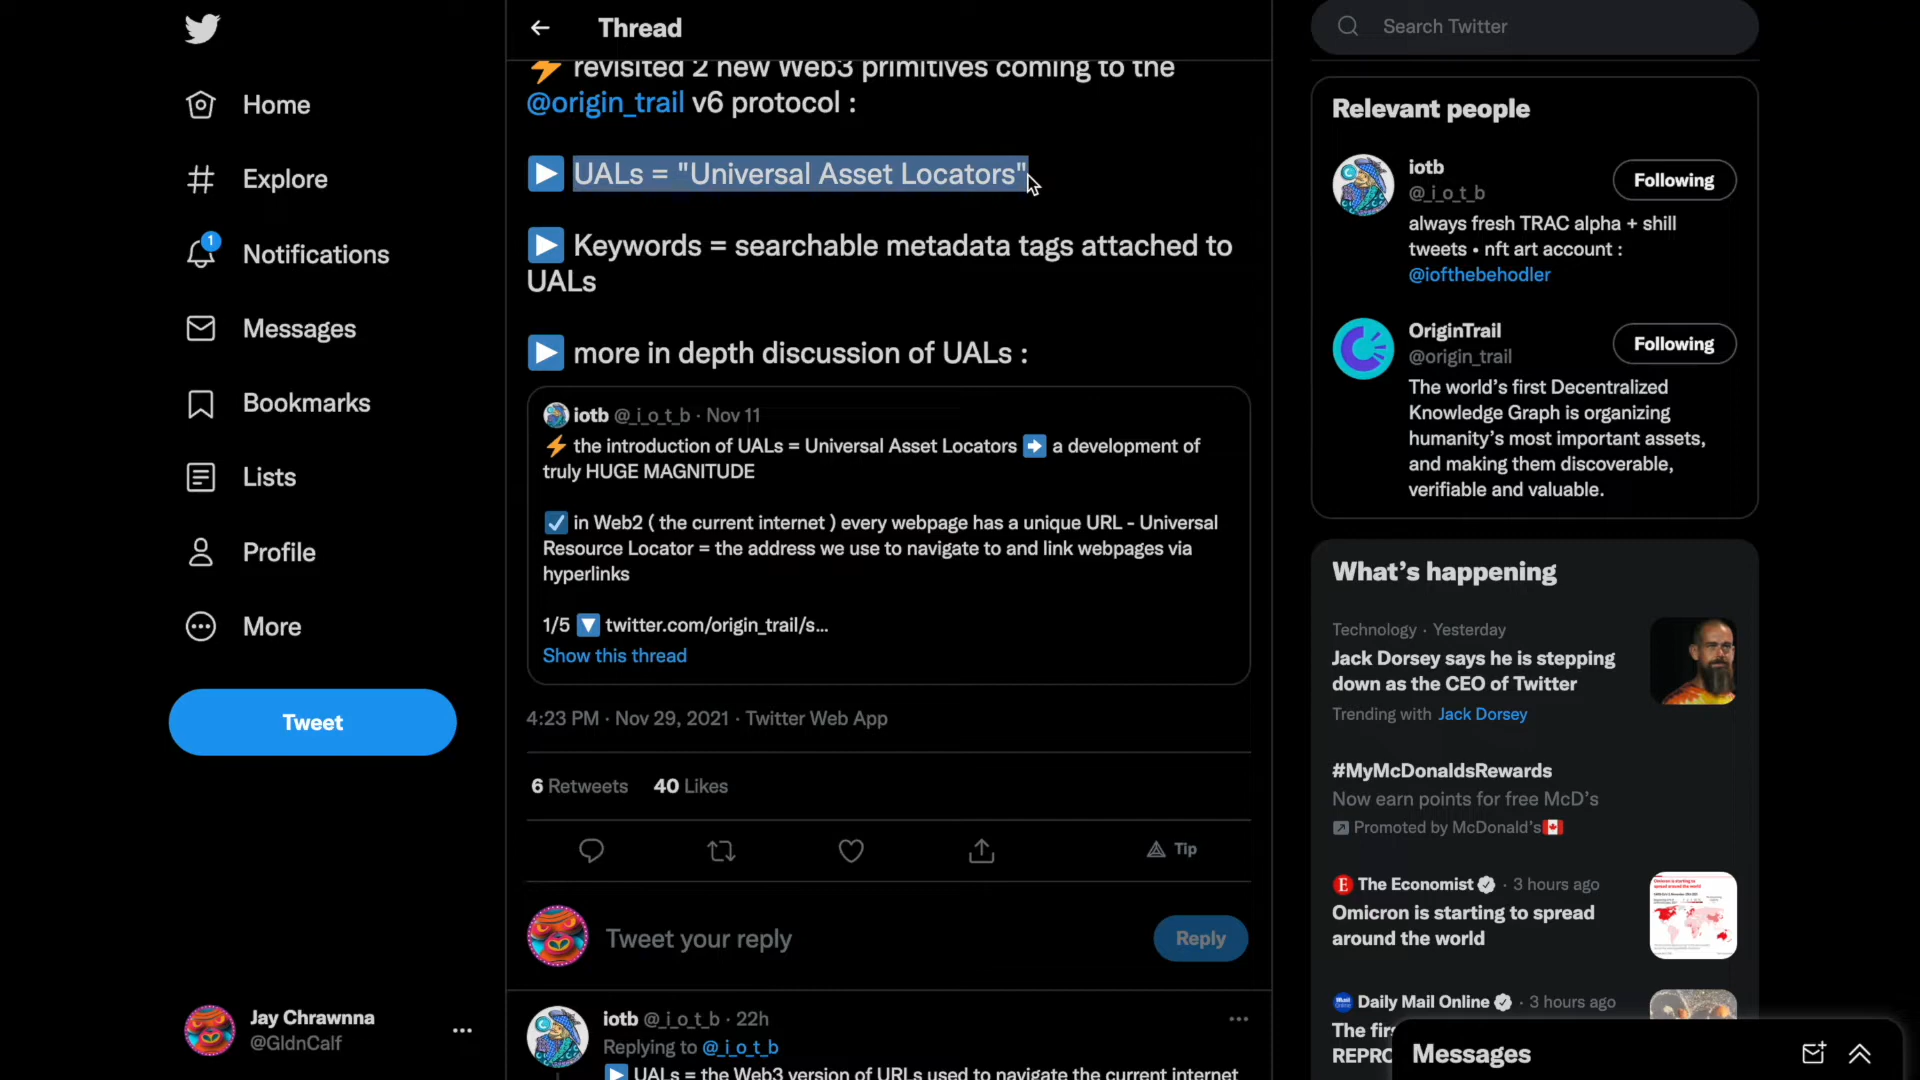 Home
Explore
1
Notifications
Messages
Bookmarks
Lists
Profile
More
Tweet
Jay Chrawnna
@GldnCalf
Thread
⚡ revisited 2 new Web3 primitives coming to the
@origin_trail v6 protocol :
▶ UALs = "Universal Asset Locators"
▶ Keywords = searchable metadata tags attached to
UALs
▶ more in depth discussion of UALs :
iotb @_i_o_t_b · Nov 11
⚡ the introduction of UALs = Universal Asset Locators ➡ a development of
truly HUGE MAGNITUDE
☑ in Web2 ( the current internet ) every webpage has a unique URL - Universal
Resource Locator = the address we use to navigate to and link webpages via
hyperlinks
1/5 🔽 twitter.com/origin_trail/s...
Show this thread
4:23 PM · Nov 29, 2021 · Twitter Web App
6 Retweets 40 Likes
Tip
Tweet your reply
Reply
iotb @_i_o_t_b · 22h
Replying to @_i_o_t_b
▶ UALs = the Web3 version of URLs used to navigate the current internet
Search Twitter
Relevant people
iotb
@_i_o_t_b
Following
always fresh TRAC alpha + shill
tweets • nft art account :
@iofthebehodler
OriginTrail
@origin_trail
Following
The world's first Decentralized
Knowledge Graph is organizing
humanity's most important assets,
and making them discoverable,
verifiable and valuable.
What's happening
Technology · Yesterday
Jack Dorsey says he is stepping
down as the CEO of Twitter
Trending with Jack Dorsey
#MyMcDonaldsRewards
Now earn points for free McD's
Promoted by McDonald's🇨🇦
The Economist · 3 hours ago
Omicron is starting to spread
around the world
Daily Mail Online · 3 hours ago
The fir
REPRO
Messages